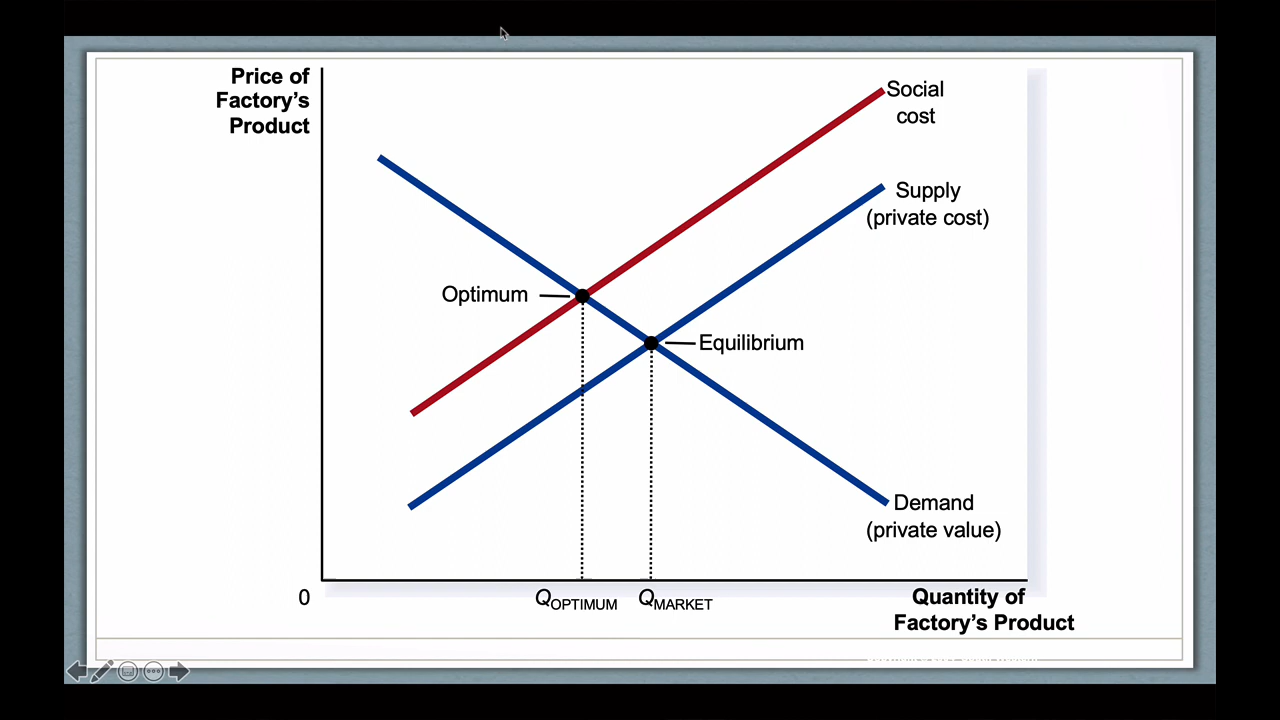 Price of
Factory’s
Product
Social
cost
Supply
(private cost)
Optimum
Equilibrium
Demand
(private value)
0
QOPTIMUM
QMARKET
Quantity of
Factory’s Product